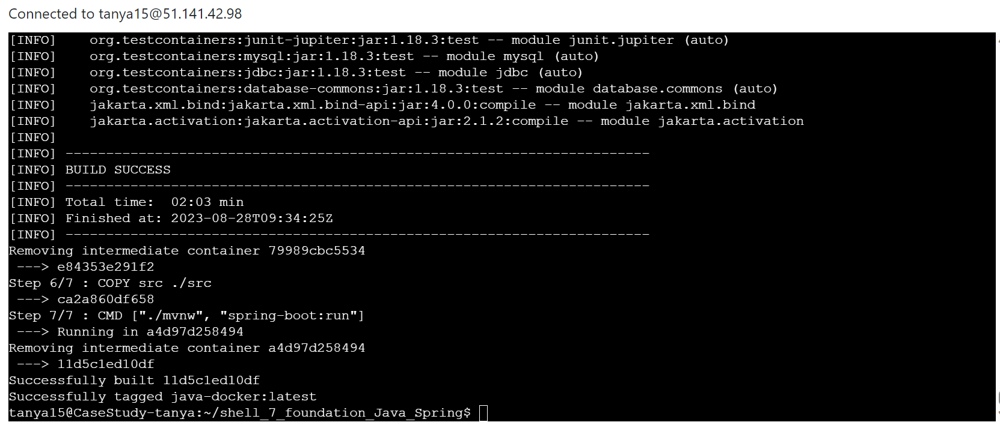 Connected to tanya15@51.141.42.98
[INFO]    org.testcontainers:junit-jupiter:jar:1.18.3:test -- module junit.jupiter (auto)
[INFO]    org.testcontainers:mysql:jar:1.18.3:test -- module mysql (auto)
[INFO]    org.testcontainers:jdbc:jar:1.18.3:test -- module jdbc (auto)
[INFO]    org.testcontainers:database-commons:jar:1.18.3:test -- module database.commons (auto)
[INFO]    jakarta.xml.bind:jakarta.xml.bind-api:jar:4.0.0:compile -- module jakarta.xml.bind
[INFO]    jakarta.activation:jakarta.activation-api:jar:2.1.2:compile -- module jakarta.activation
[INFO]
[INFO] ------------------------------------------------------------------------
[INFO] BUILD SUCCESS
[INFO] ------------------------------------------------------------------------
[INFO] Total time:  02:03 min
[INFO] Finished at: 2023-08-28T09:34:25Z
[INFO] ------------------------------------------------------------------------
Removing intermediate container 79989cbc5534
 ---> e84353e291f2
Step 6/7 : COPY src ./src
 ---> ca2a860df658
Step 7/7 : CMD ["./mvnw", "spring-boot:run"]
 ---> Running in a4d97d258494
Removing intermediate container a4d97d258494
 ---> 11d5c1ed10df
Successfully built 11d5c1ed10df
Successfully tagged java-docker:latest
tanya15@CaseStudy-tanya:~/shell_7_foundation_Java_Spring$